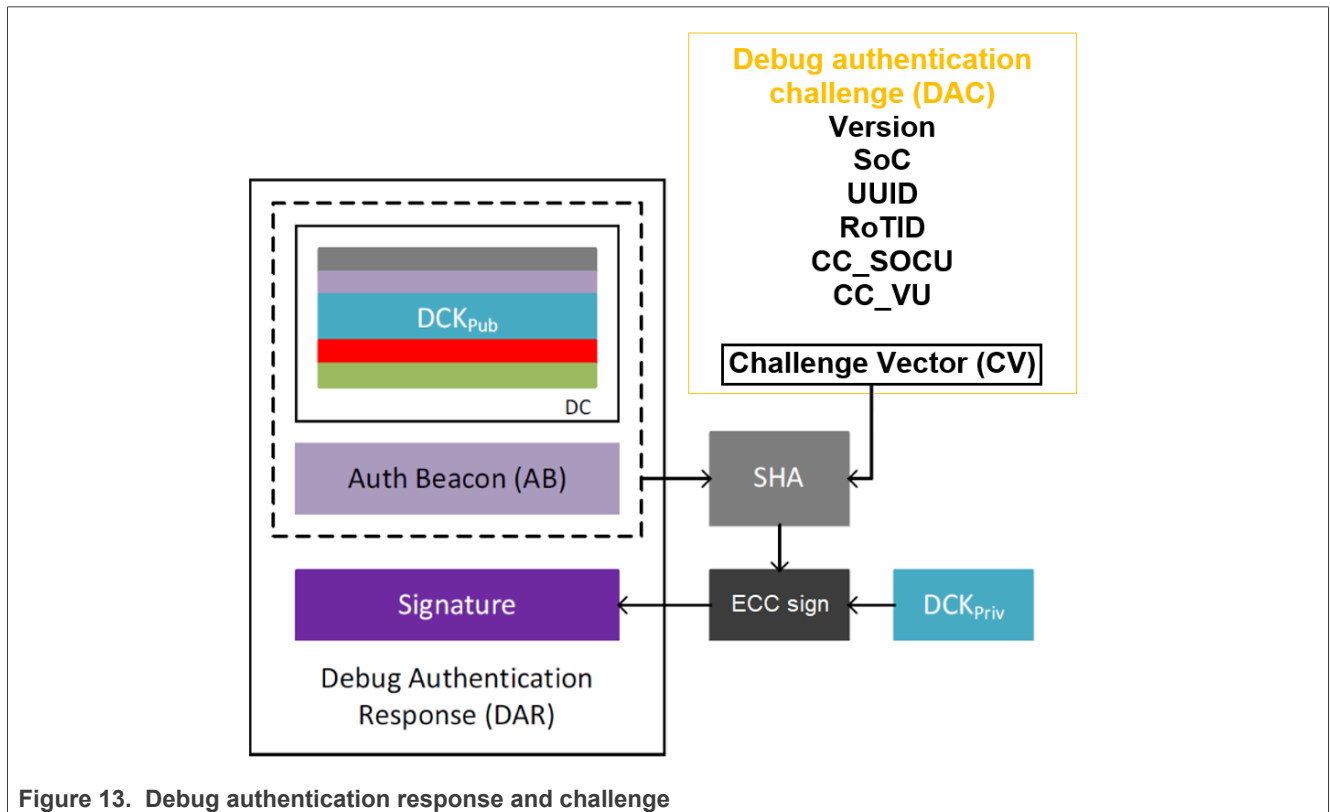 Debug authentication
challenge (DAC)
Version
SoC
UUID
RoTID
CC_SOCU
CC_VU
Challenge Vector (CV)
DCKPub
DC
Auth Beacon (AB)
SHA
Signature
ECC sign
DCKPriv
Debug Authentication
Response (DAR)
Figure 13. Debug authentication response and challenge